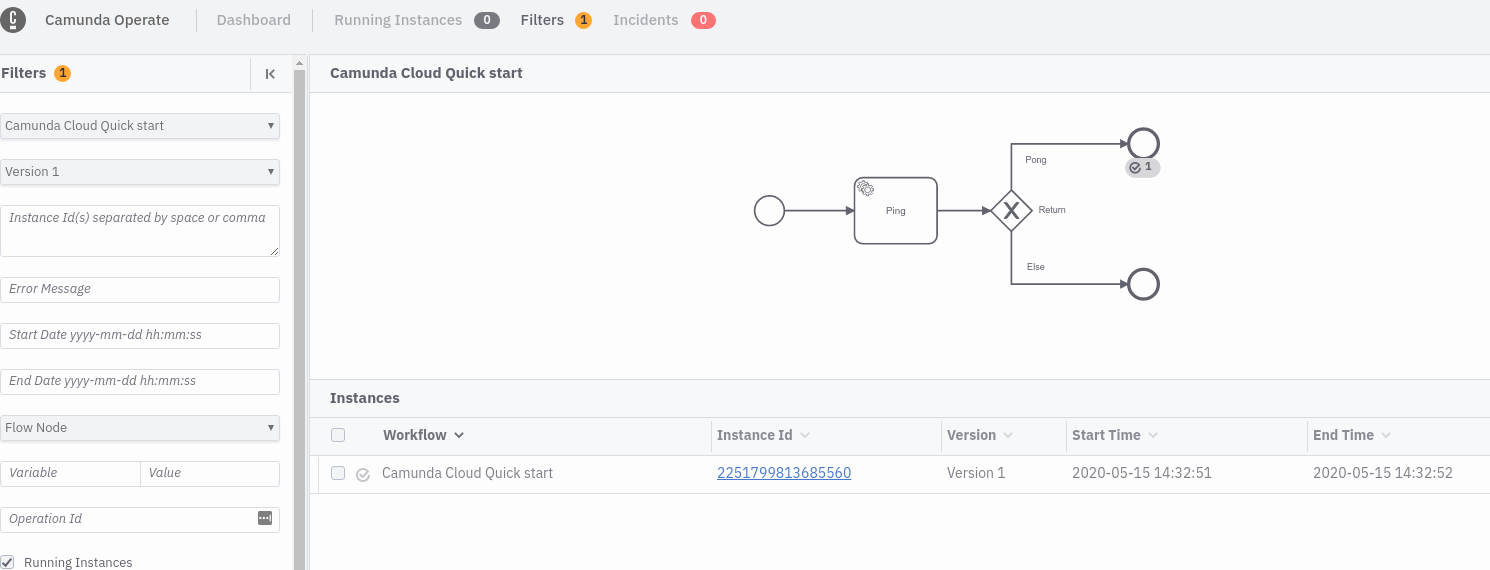 Camunda Operate Dashboard Running Instances 0 Filters 1 Incidents 0
Filters 1
Camunda Cloud Quick start
Version 1
Instance Id(s) separated by space or comma
Error Message
Start Date yyyy-mm-dd hh:mm:ss
End Date yyyy-mm-dd hh:mm:ss
Flow Node
Variable Value
Operation Id
Running Instances
Camunda Cloud Quick start
Pong
1
Ping
X
Return
Else
Instances
Workflow Instance Id Version Start Time End Time
Camunda Cloud Quick start 2251799813685560 Version 1 2020-05-15 14:32:51 2020-05-15 14:32:52